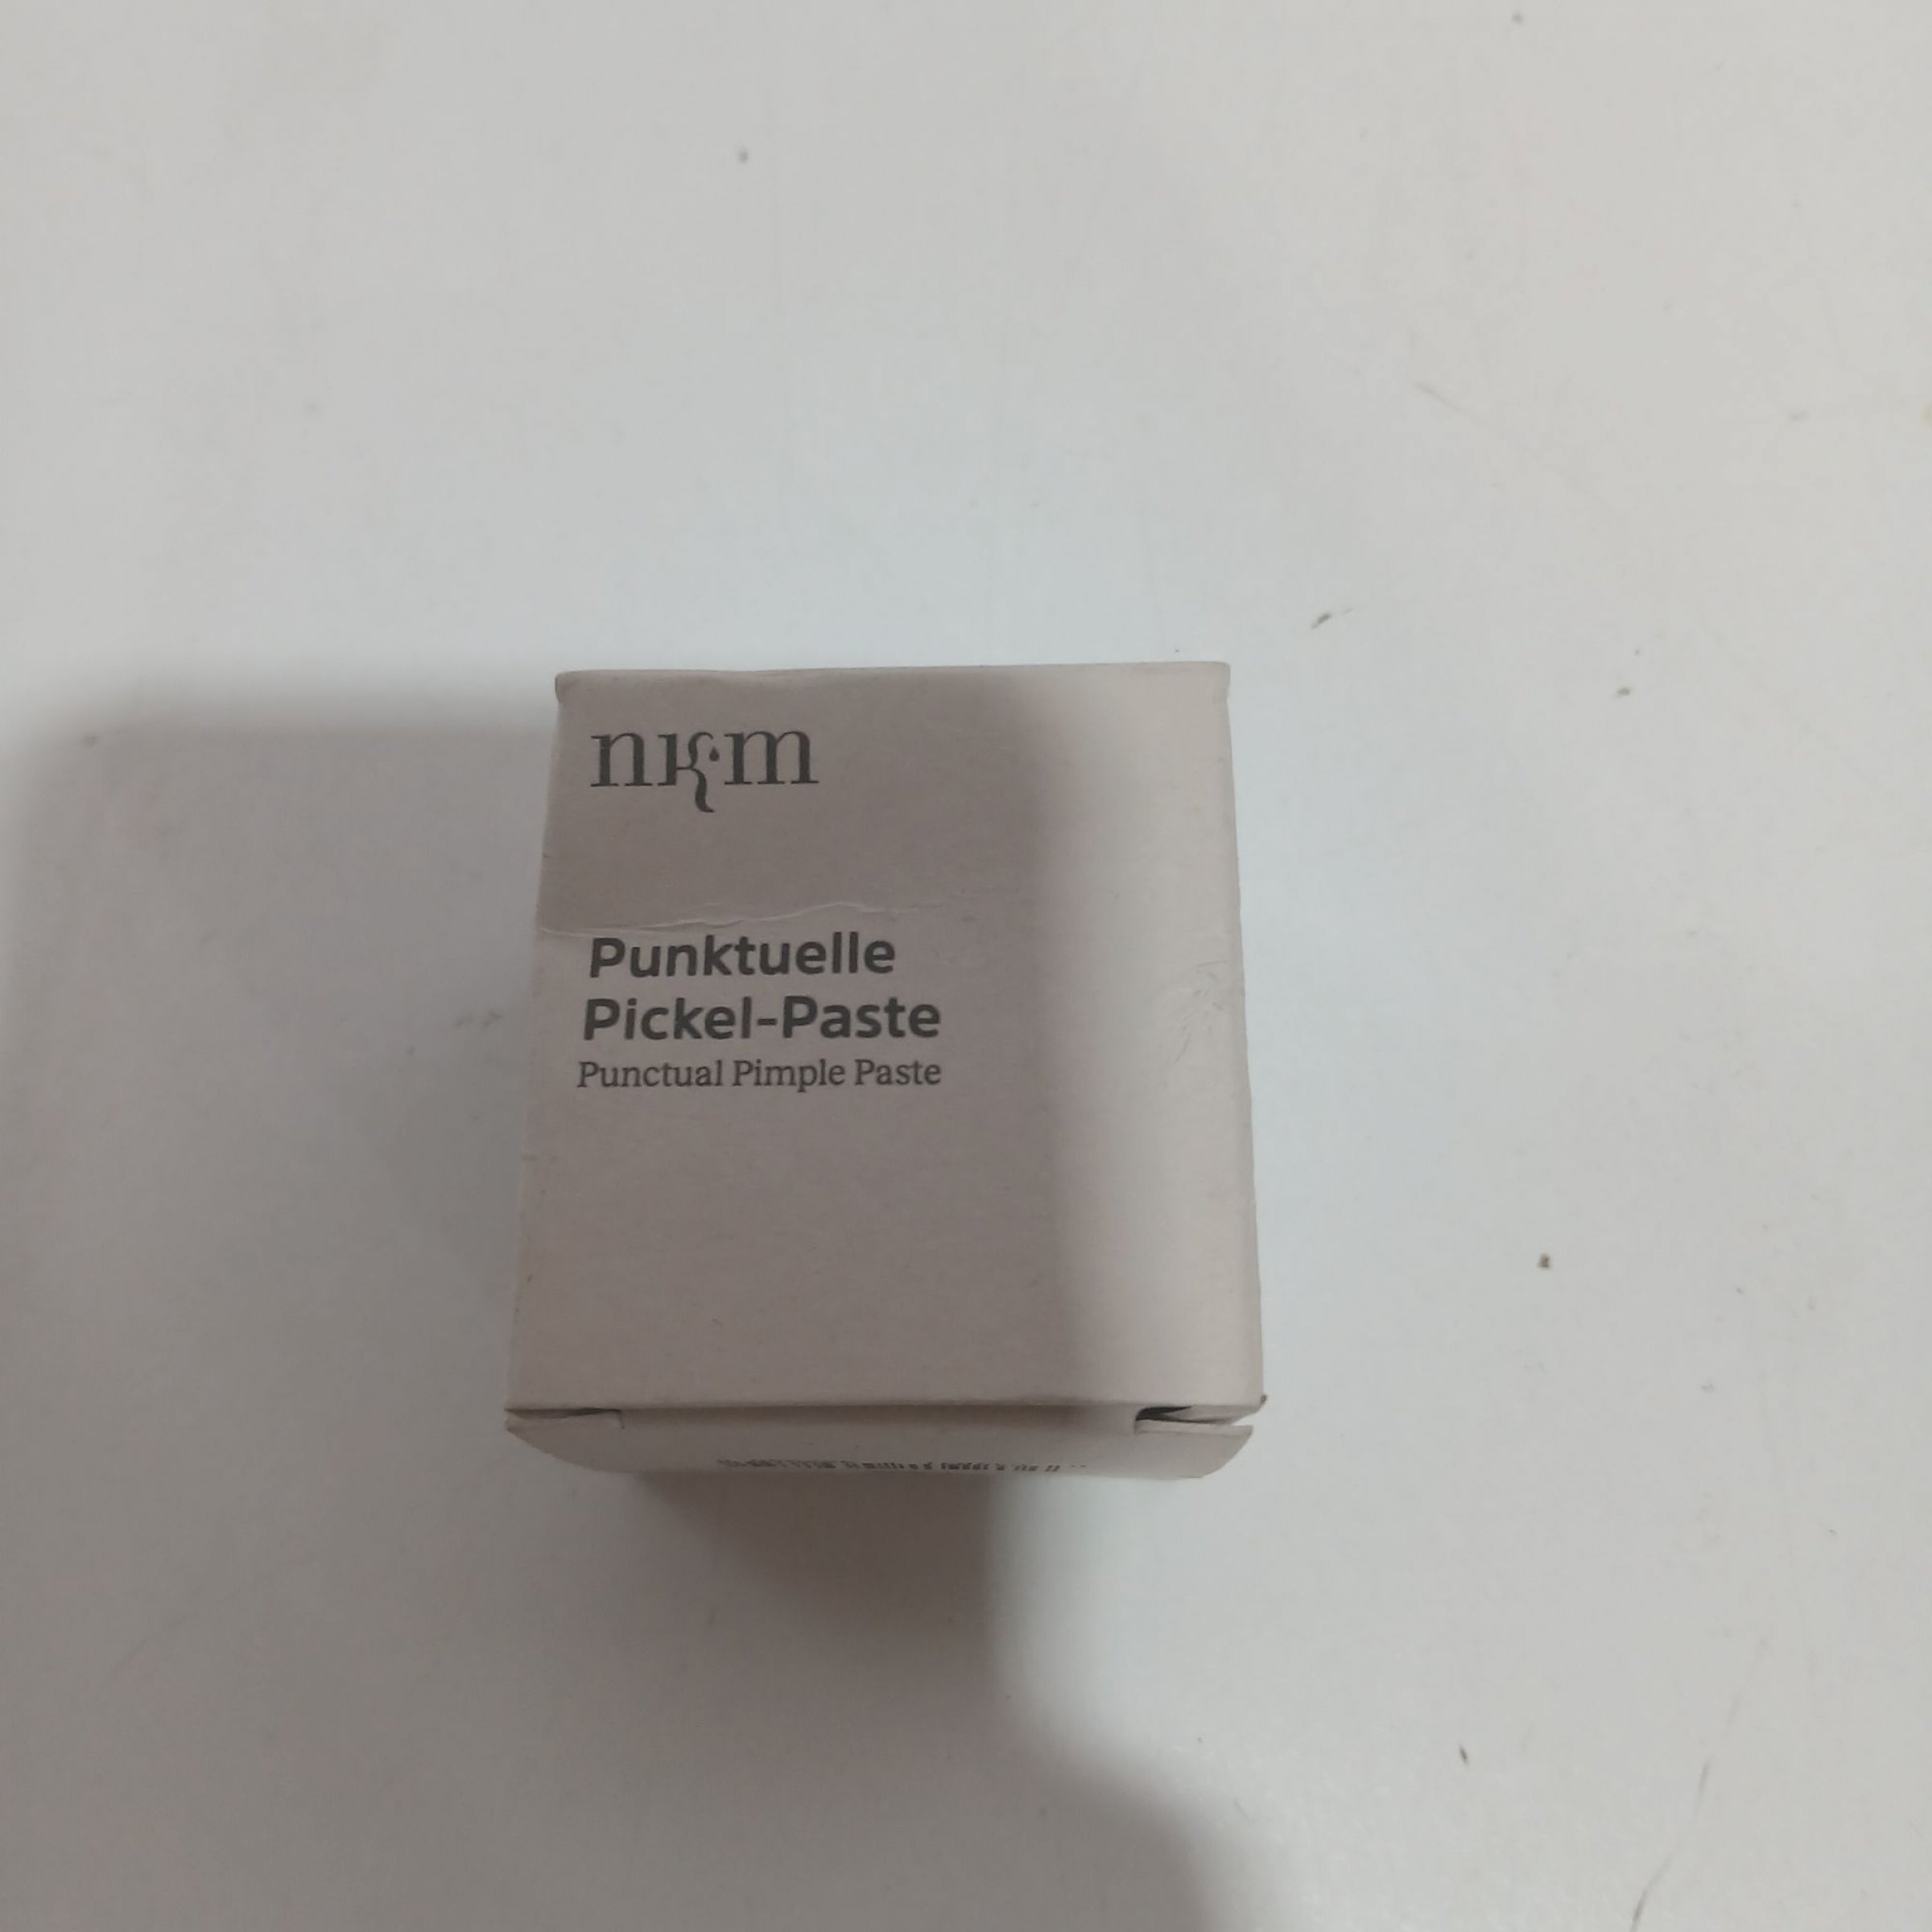 nk·m
Punktuelle
Pickel-Paste
Punctual Pimple Paste